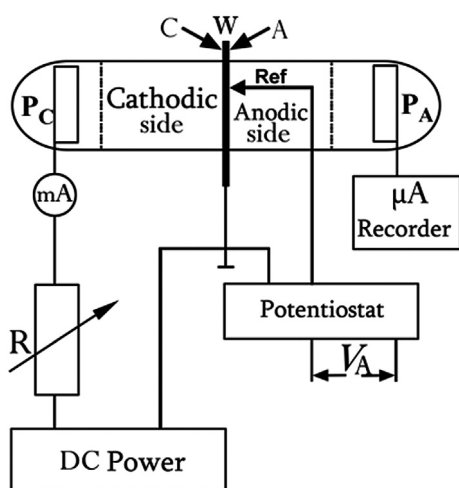 C W A
Ref
P_C
Cathodic side
Anodic side
P_A
mA
μA
Recorder
R
Potentiostat
V_A
DC Power